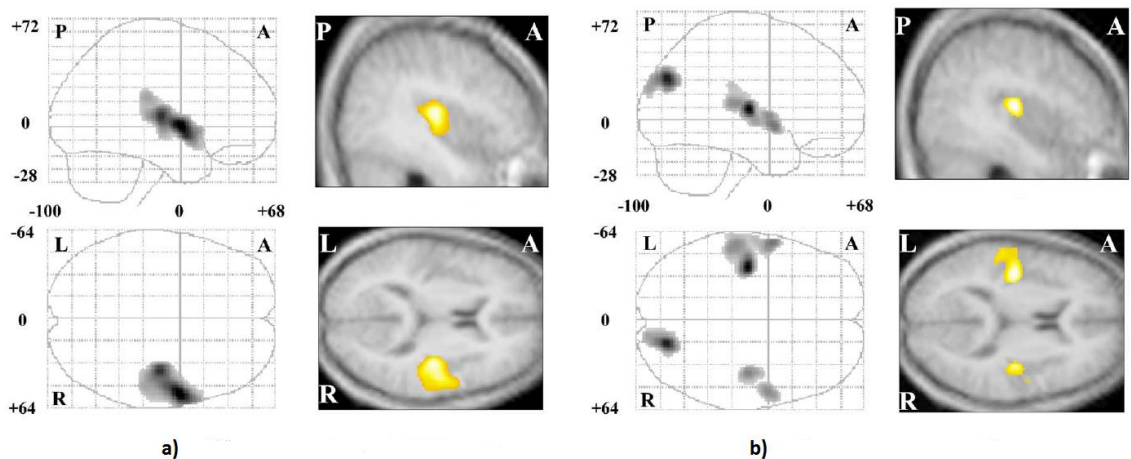 +72 P A P A
0
-28
-100 0 +68
-64 L A L A
0
+64 R R
a)
+72 P A P A
0
-28
-100 0 +68
-64 L A L A
0
+64 R R
b)